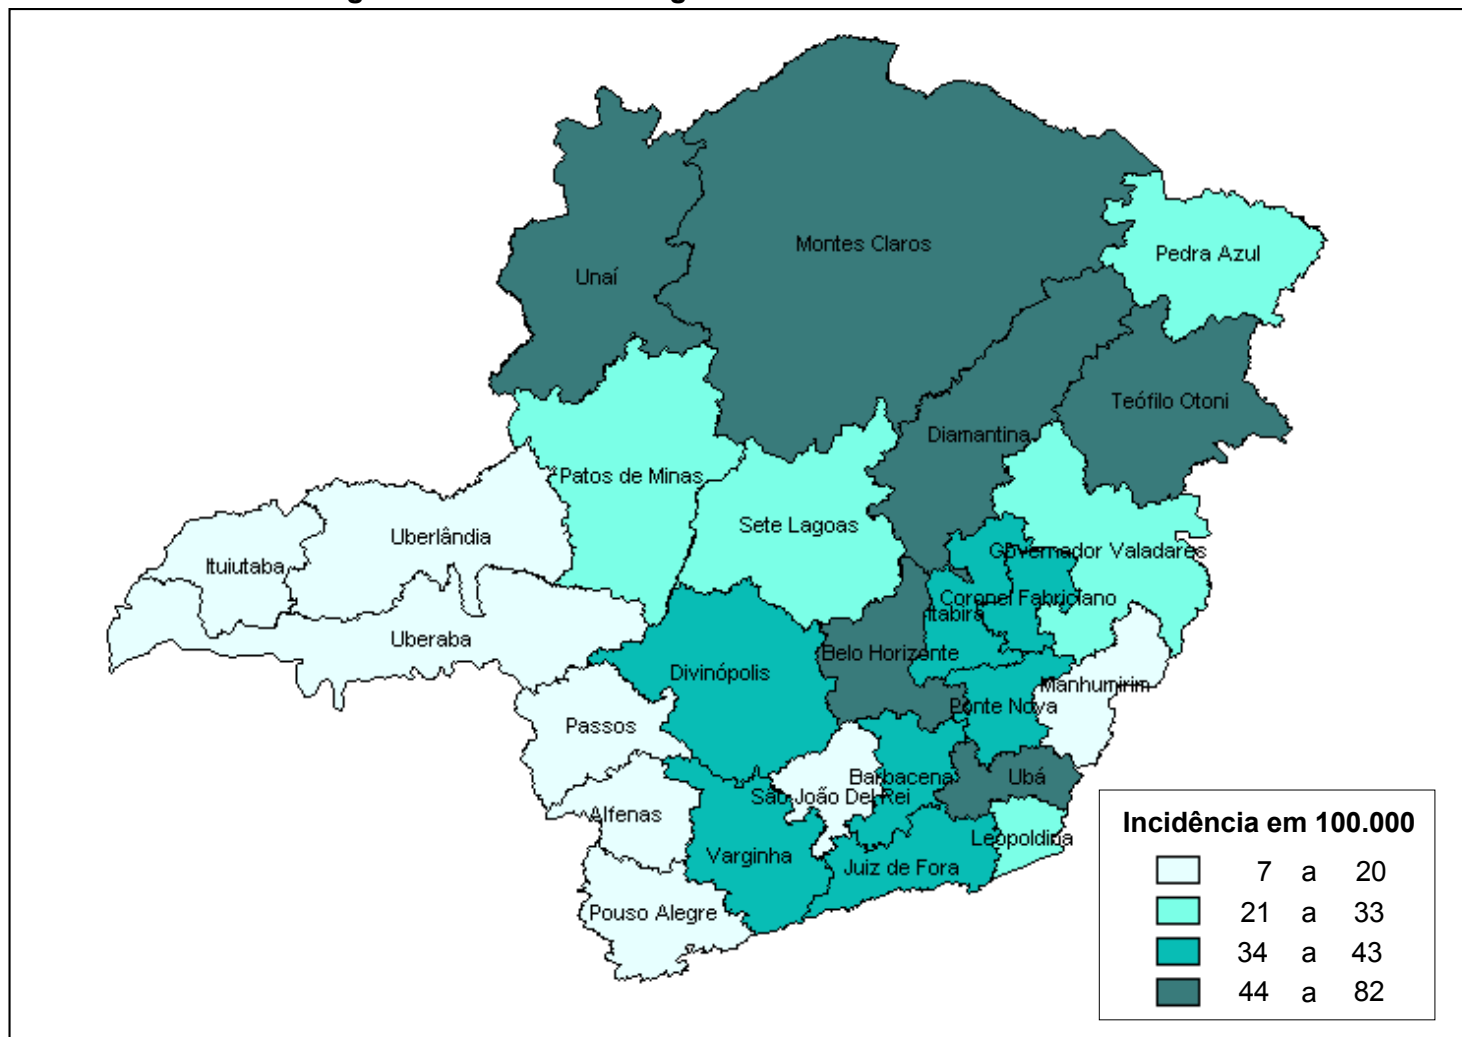 Montes Claros
Pedra Azul
Unaí
Teófilo Otoni
Diamantina
Patos de Minas
Sete Lagoas
Uberlândia
Governador Valadares
Ituiutaba
Coronel Fabriciano
Itabira
Uberaba
Belo Horizonte
Divinópolis
Manhumirim
Ponte Nova
Passos
Barbacena
Ubá
São João Del Rei
Alfenas
Leopoldina
Varginha
Juiz de Fora
Pouso Alegre
Incidência em 100.000
7 a 20
21 a 33
34 a 43
44 a 82